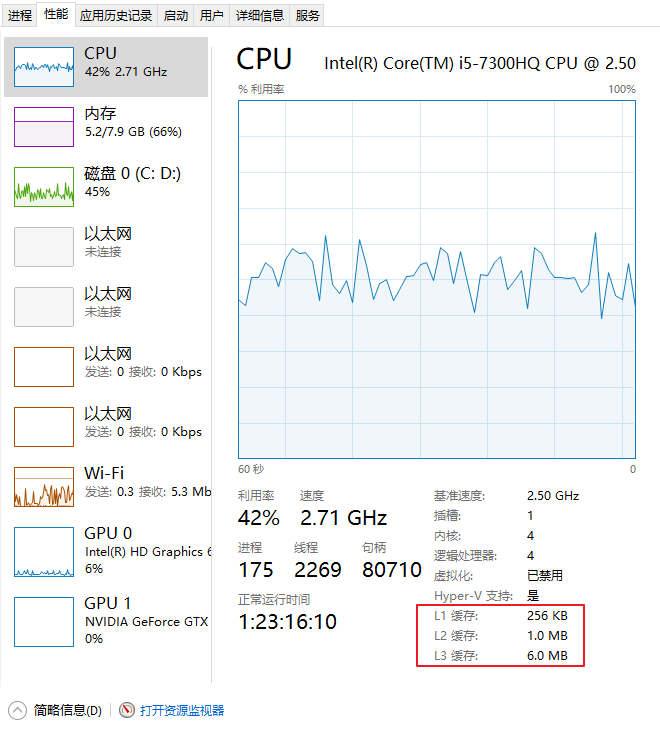 进程 性能 应用历史记录 启动 用户 详细信息 服务
CPU
42% 2.71 GHz
内存
5.2/7.9 GB (66%)
磁盘 0 (C: D:)
45%
以太网
未连接
以太网
未连接
以太网
发送: 0 接收: 0 Kbps
以太网
发送: 0 接收: 0 Kbps
Wi-Fi
发送: 0.3 接收: 5.3 Mb
GPU 0
Intel(R) HD Graphics 6
6%
GPU 1
NVIDIA GeForce GTX
0%
CPU Intel(R) Core(TM) i5-7300HQ CPU @ 2.50
% 利用率 100%
60 秒 0
利用率 速度
42% 2.71 GHz
进程 线程 句柄
175 2269 80710
正常运行时间
1:23:16:10
基准速度: 2.50 GHz
插槽: 1
内核: 4
逻辑处理器: 4
虚拟化: 已禁用
Hyper-V 支持: 是
L1 缓存: 256 KB
L2 缓存: 1.0 MB
L3 缓存: 6.0 MB
简略信息(D) 打开资源监视器